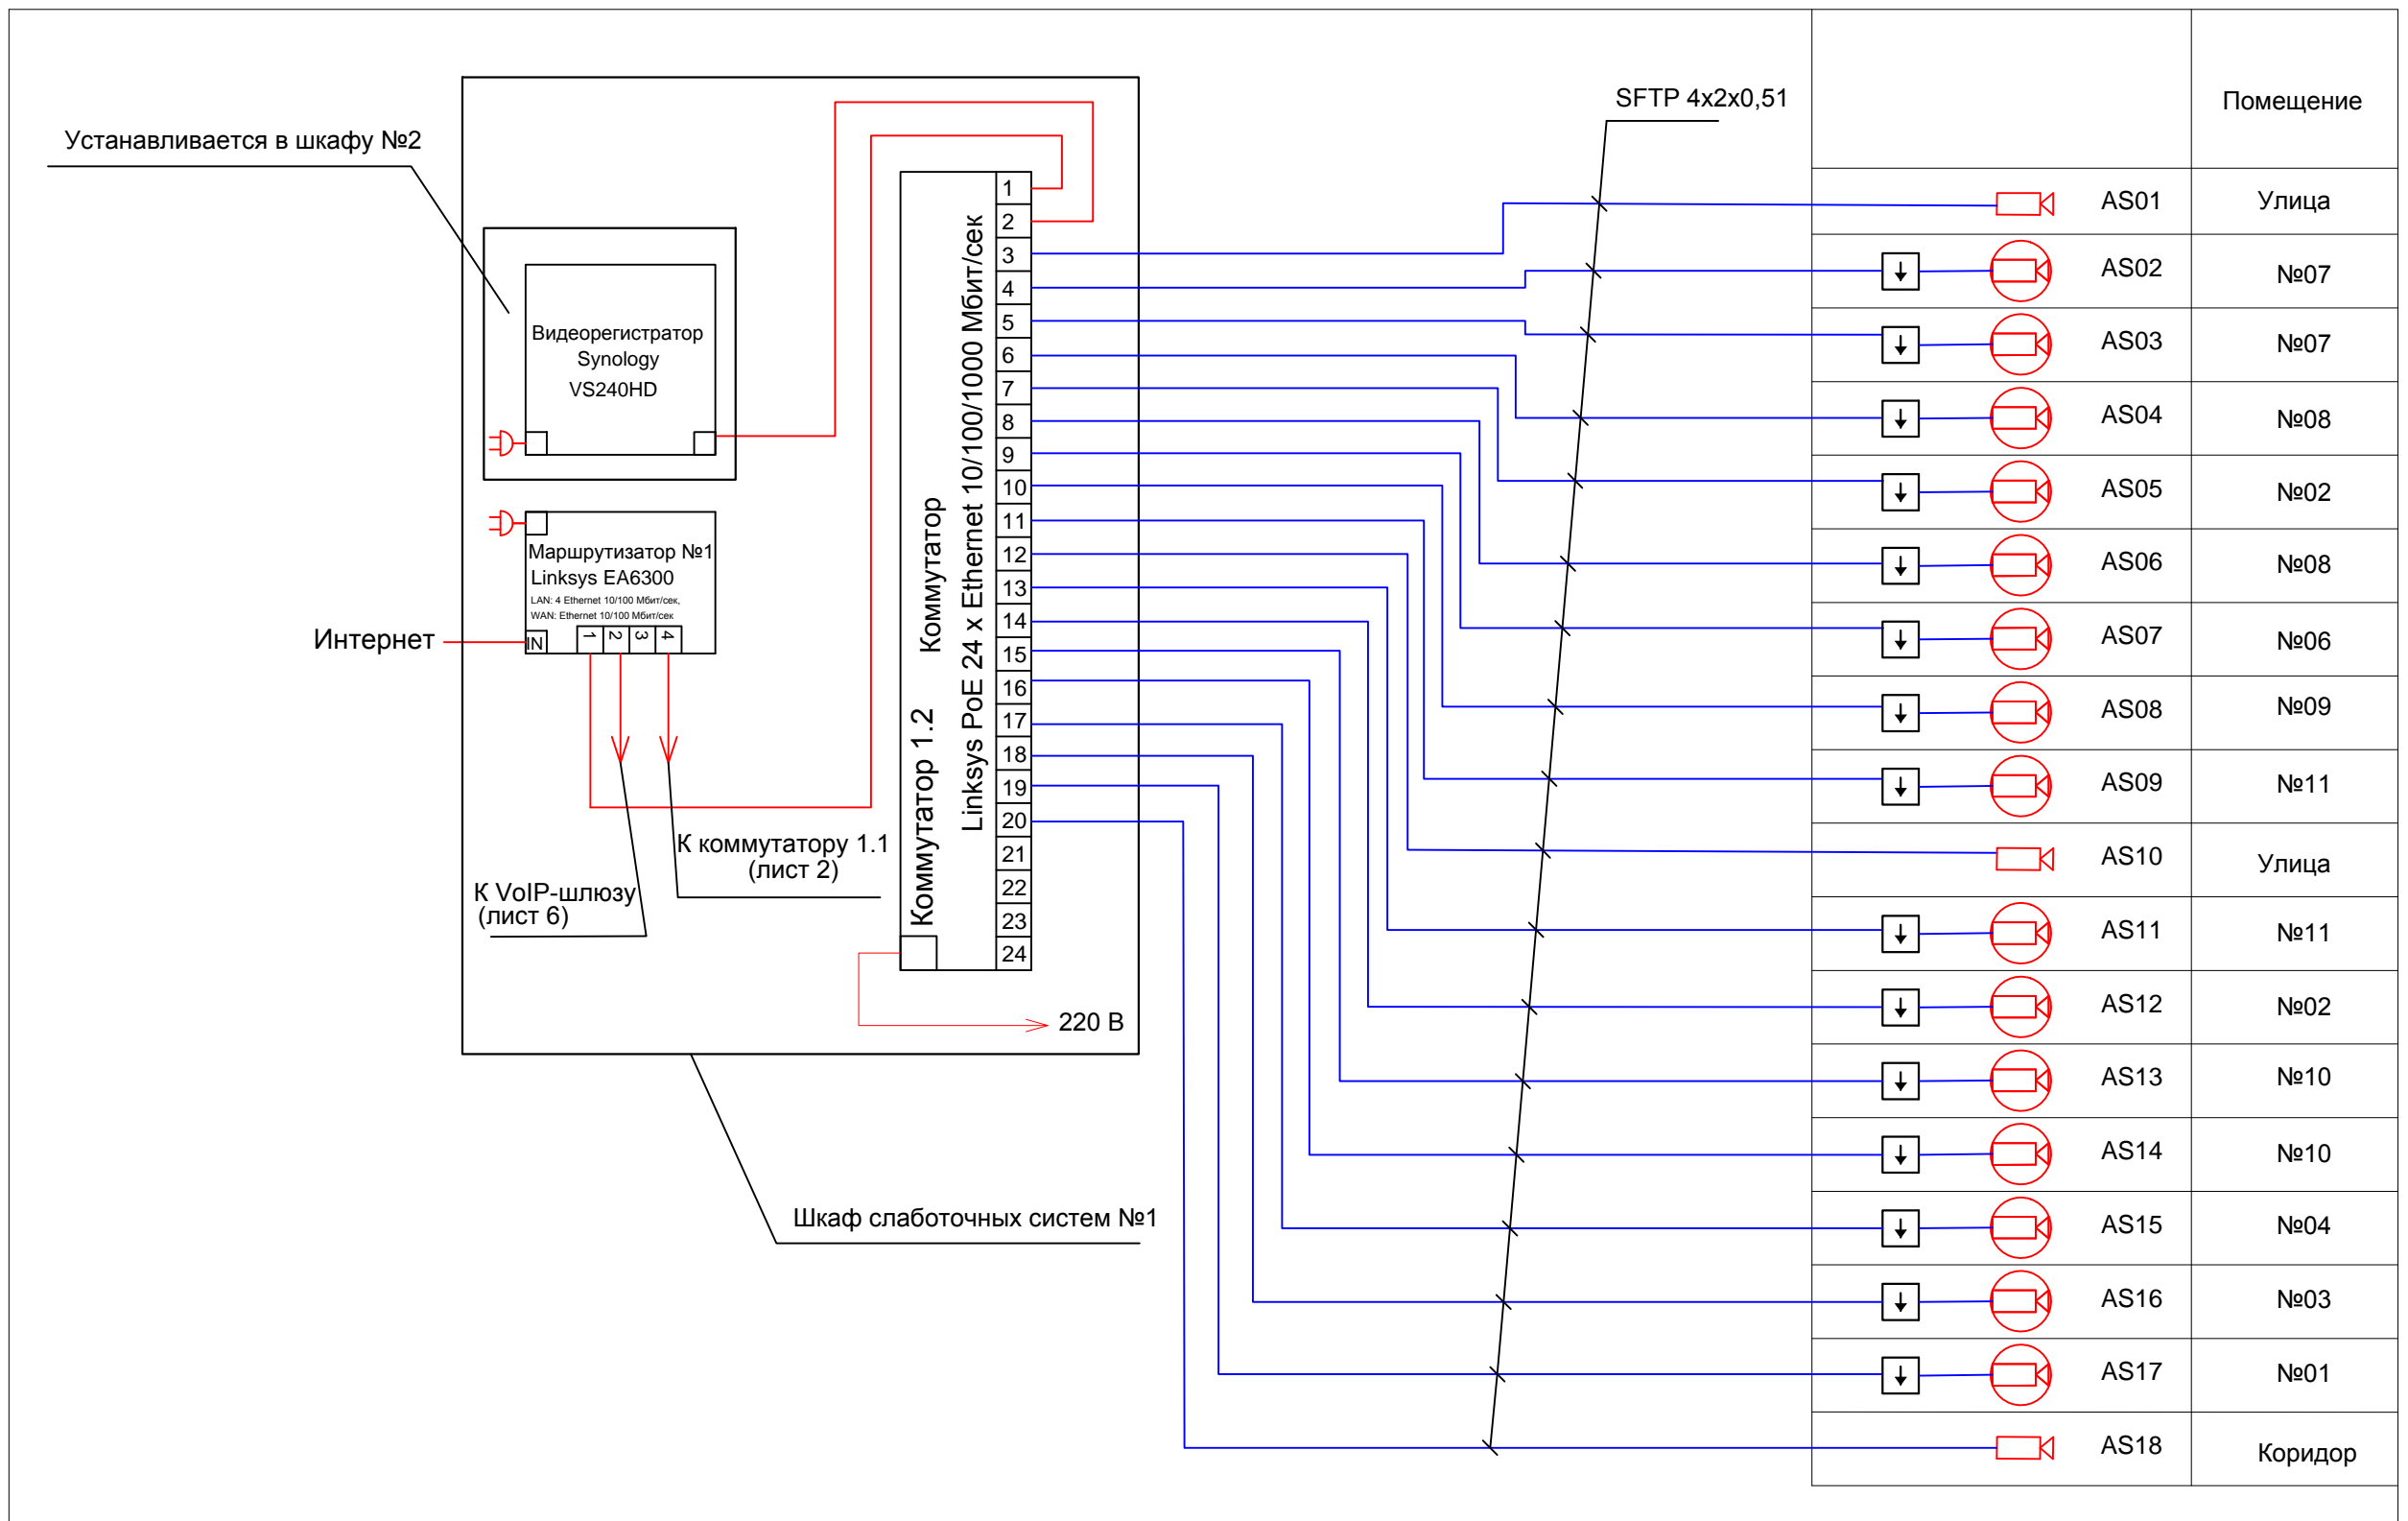 Устанавливается в шкафу №2
Видеорегистратор
Synology
VS240HD
Маршрутизатор №1
Linksys EA6300
LAN: 4 Ethernet 10/100 Мбит/сек,
WAN: Ethernet 10/100 Мбит/сек
IN
1
2
3
4
Интернет
К коммутатору 1.1
(лист 2)
К VoIP-шлюзу
(лист 6)
Коммутатор 1.2
Коммутатор
Linksys PoE 24 x Ethernet 10/100/1000 Мбит/сек
1
2
3
4
5
6
7
8
9
10
11
12
13
14
15
16
17
18
19
20
21
22
23
24
220 В
Шкаф слаботочных систем №1
SFTP 4x2x0,51
Помещение
AS01 Улица
AS02 №07
AS03 №07
AS04 №08
AS05 №02
AS06 №08
AS07 №06
AS08 №09
AS09 №11
AS10 Улица
AS11 №11
AS12 №02
AS13 №10
AS14 №10
AS15 №04
AS16 №03
AS17 №01
AS18 Коридор